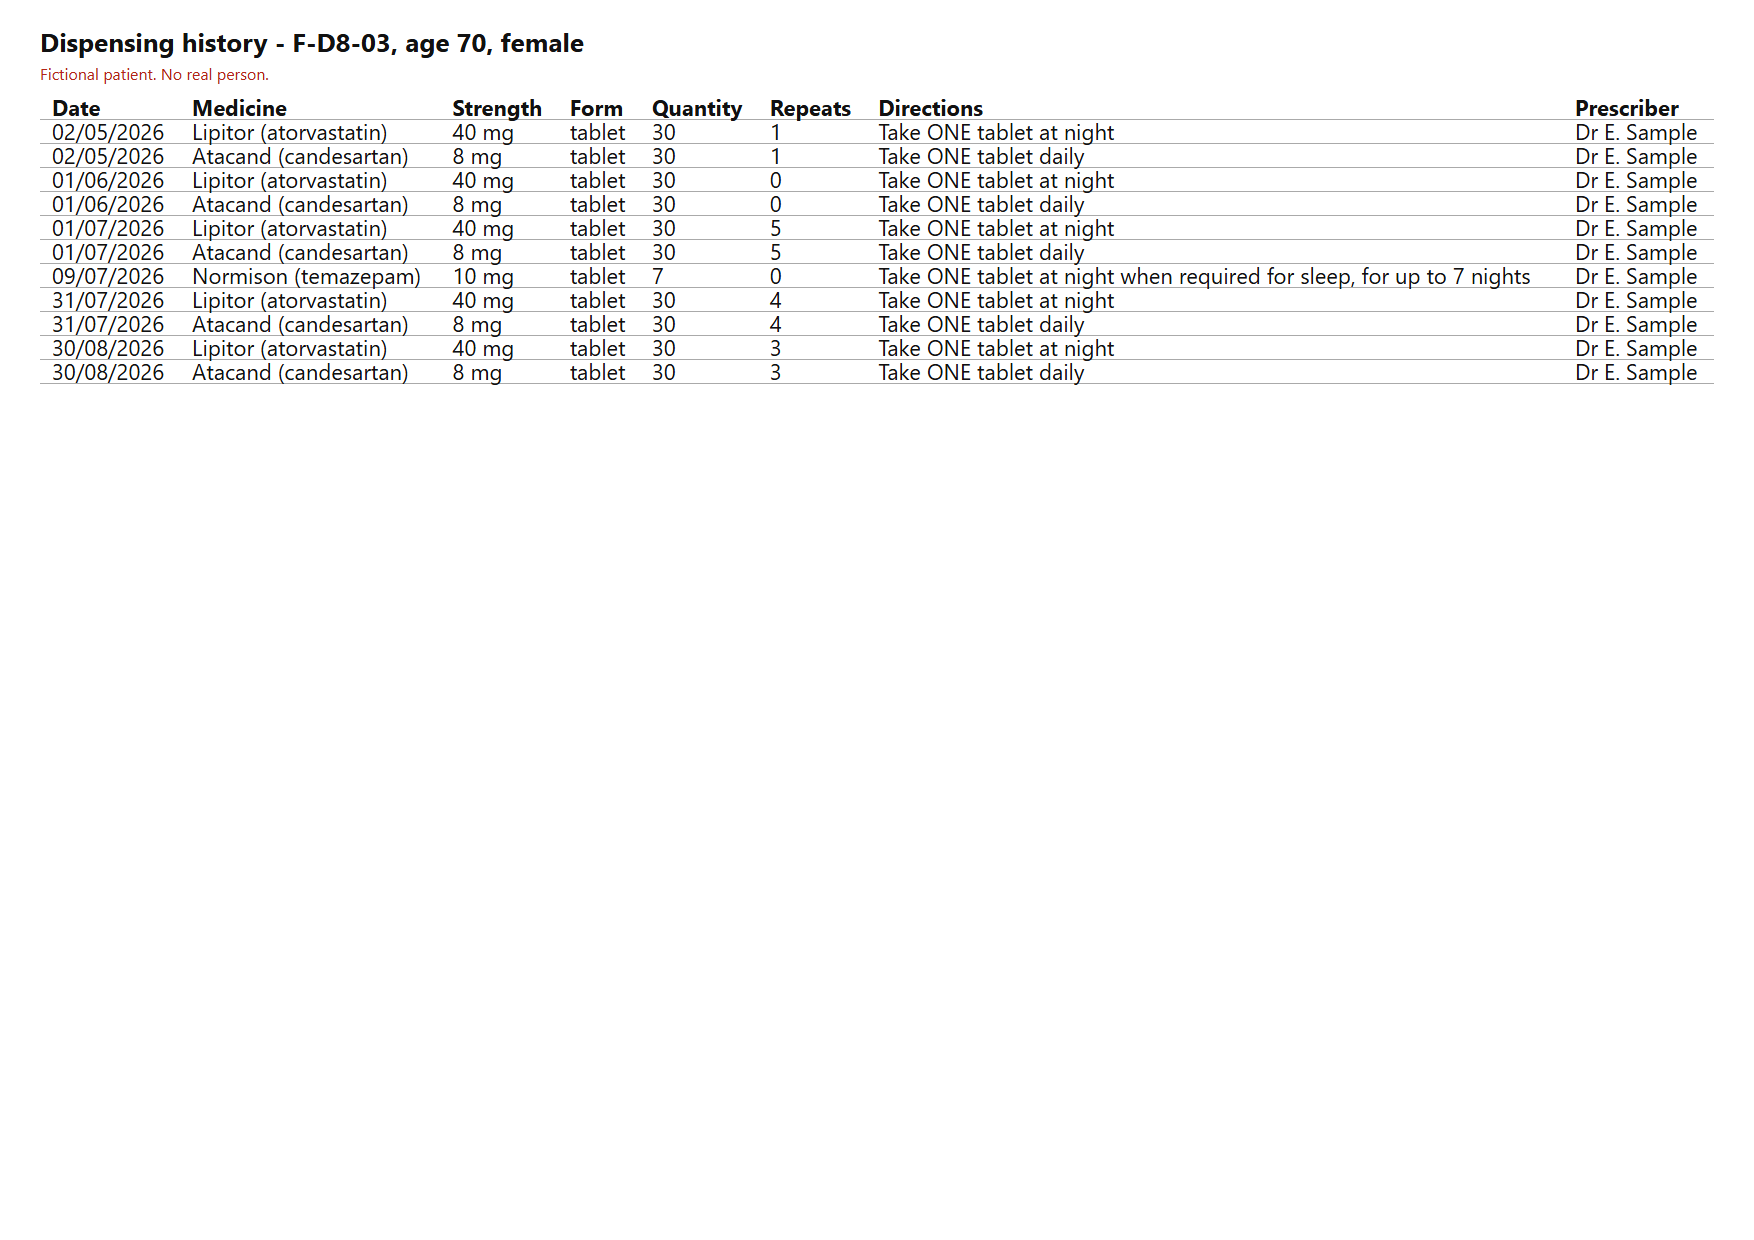 Dispensing history - F-D8-03, age 70, female
Fictional patient. No real person.
Date Medicine Strength Form Quantity Repeats Directions Prescriber
02/05/2026 Lipitor (atorvastatin) 40 mg tablet 30 1 Take ONE tablet at night Dr E. Sample
02/05/2026 Atacand (candesartan) 8 mg tablet 30 1 Take ONE tablet daily Dr E. Sample
01/06/2026 Lipitor (atorvastatin) 40 mg tablet 30 0 Take ONE tablet at night Dr E. Sample
01/06/2026 Atacand (candesartan) 8 mg tablet 30 0 Take ONE tablet daily Dr E. Sample
01/07/2026 Lipitor (atorvastatin) 40 mg tablet 30 5 Take ONE tablet at night Dr E. Sample
01/07/2026 Atacand (candesartan) 8 mg tablet 30 5 Take ONE tablet daily Dr E. Sample
09/07/2026 Normison (temazepam) 10 mg tablet 7 0 Take ONE tablet at night when required for sleep, for up to 7 nights Dr E. Sample
31/07/2026 Lipitor (atorvastatin) 40 mg tablet 30 4 Take ONE tablet at night Dr E. Sample
31/07/2026 Atacand (candesartan) 8 mg tablet 30 4 Take ONE tablet daily Dr E. Sample
30/08/2026 Lipitor (atorvastatin) 40 mg tablet 30 3 Take ONE tablet at night Dr E. Sample
30/08/2026 Atacand (candesartan) 8 mg tablet 30 3 Take ONE tablet daily Dr E. Sample